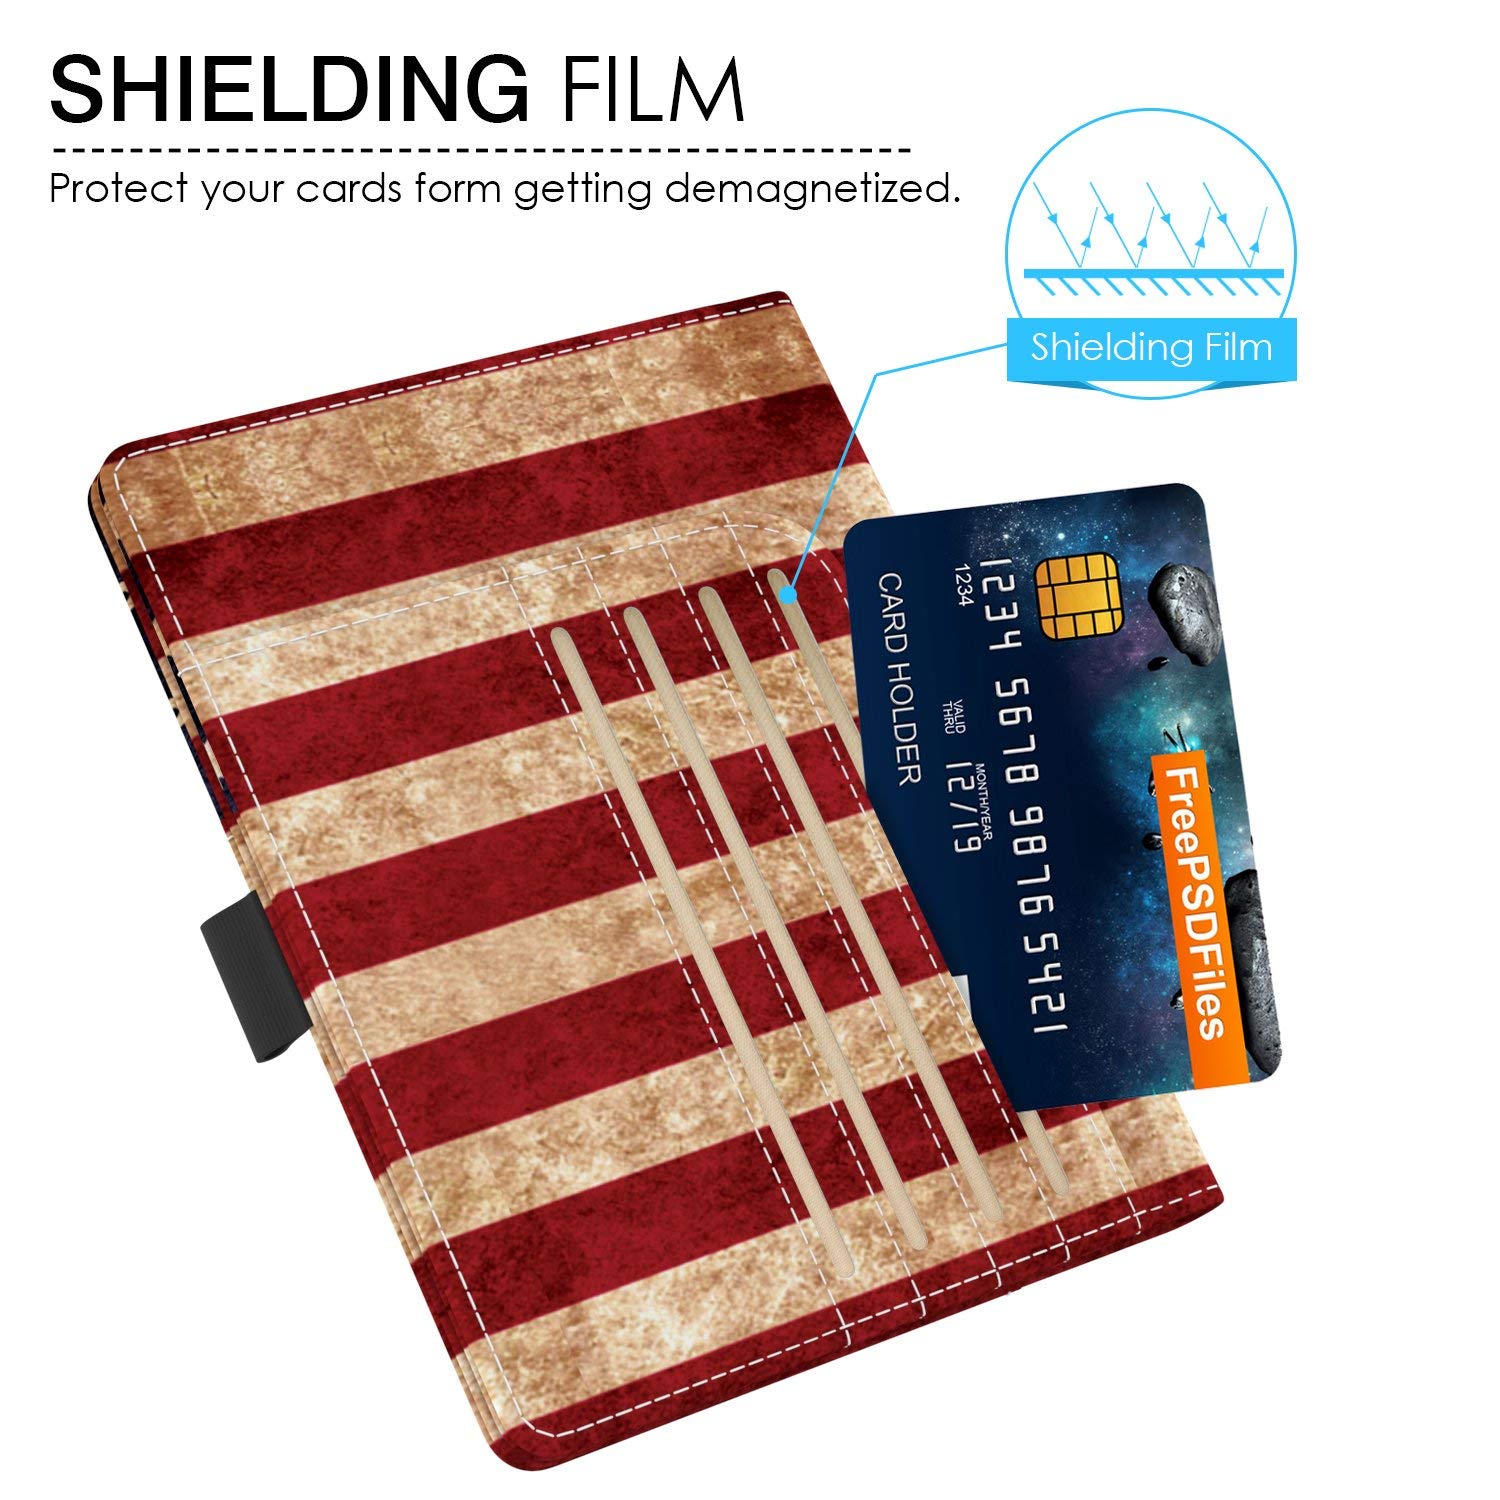 SHIELDING FILM
Protect your cards form getting demagnetized.
Shielding Film
1234 5678 9876 5421
1234
VALID
THRU
MONTH/YEAR
12/19
CARD HOLDER
FreePSDFiles